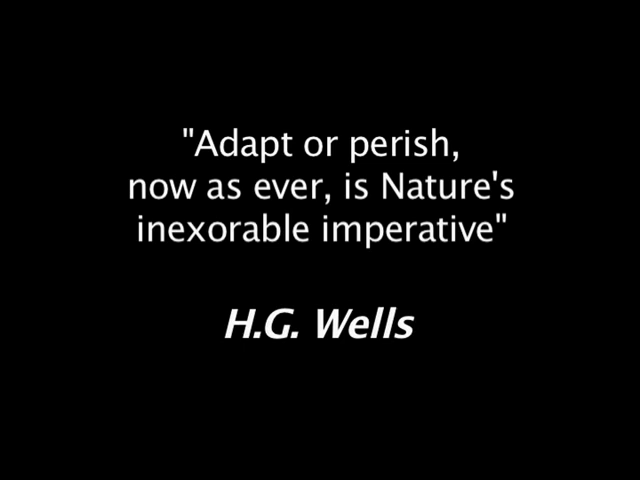 "Adapt or perish,
now as ever, is Nature's
inexorable imperative"
H.G. Wells